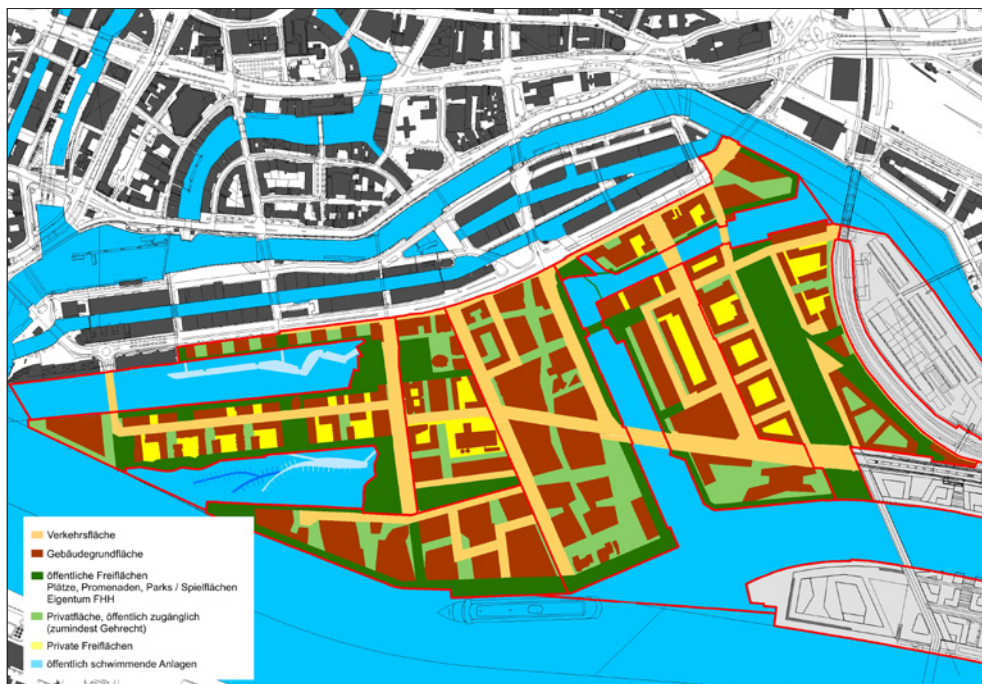 Verkehrsfläche
Gebäudegrundfläche
öffentliche Freiflächen
Plätze, Promenaden, Parks / Spielflächen
Eigentum FHH
Privatfläche, öffentlich zugänglich
(zumindest Gehrecht)
Private Freiflächen
öffentlich schwimmende Anlagen